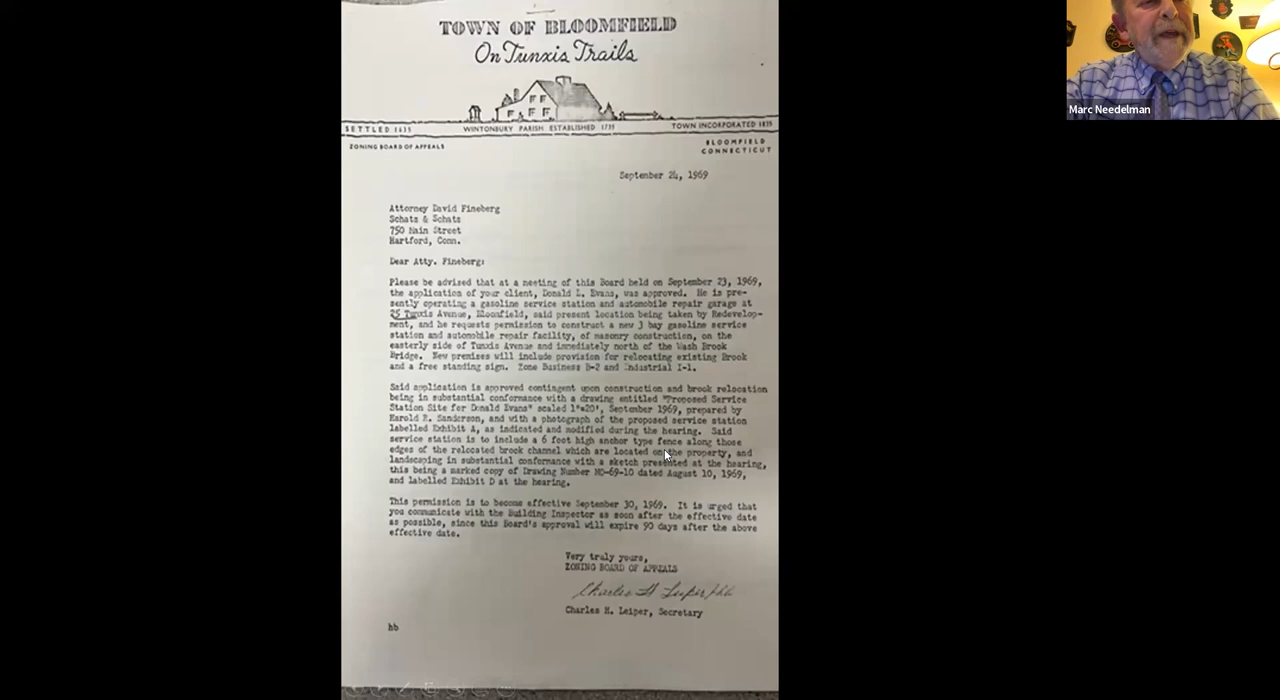 TOWN OF BLOOMFIELD
On Tunxis Trails
SETTLED 1635
WINTONBURY PARISH ESTABLISHED 1735
TOWN INCORPORATED 1835
ZONING BOARD OF APPEALS
BLOOMFIELD
CONNECTICUT
September 24, 1969
Attorney David Fineberg
Schatz & Schatz
750 Main Street
Hartford, Conn.
Dear Atty. Fineberg:
Please be advised that at a meeting of this Board held on September 23, 1969,
the application of your client, Donald L. Evans, was approved. He is pre-
sently operating a gasoline service station and automobile repair garage at
25 Tunxis Avenue, Bloomfield, said present location being taken by Redevelop-
ment, and he requests permission to construct a new 3 bay gasoline service
station and automobile repair facility, of masonry construction, on the
easterly side of Tunxis Avenue and immediately north of the Wash Brook
Bridge. New premises will include provision for relocating existing Brook
and a free standing sign. Zone Business B-2 and Industrial I-1.
Said application is approved contingent upon construction and brook relocation
being in substantial conformance with a drawing entitled "Proposed Service
Station Site for Donald Evans" scaled 1"=20', September 1969, prepared by
Harold R. Sanderson, and with a photograph of the proposed service station
labelled Exhibit A, as indicated and modified during the hearing. Said
service station is to include a 6 foot high anchor type fence along those
edges of the relocated brook channel which are located on the property, and
landscaping in substantial conformance with a sketch presented at the hearing,
this being a marked copy of Drawing Number MO-69-10 dated August 10, 1969,
and labelled Exhibit D at the hearing.
This permission is to become effective September 30, 1969. It is urged that
you communicate with the Building Inspector as soon after the effective date
as possible, since this Board's approval will expire 90 days after the above
effective date.
Very truly yours,
ZONING BOARD OF APPEALS
Charles H Leiper/hb
Charles H. Leiper, Secretary
hb
Marc Needelman